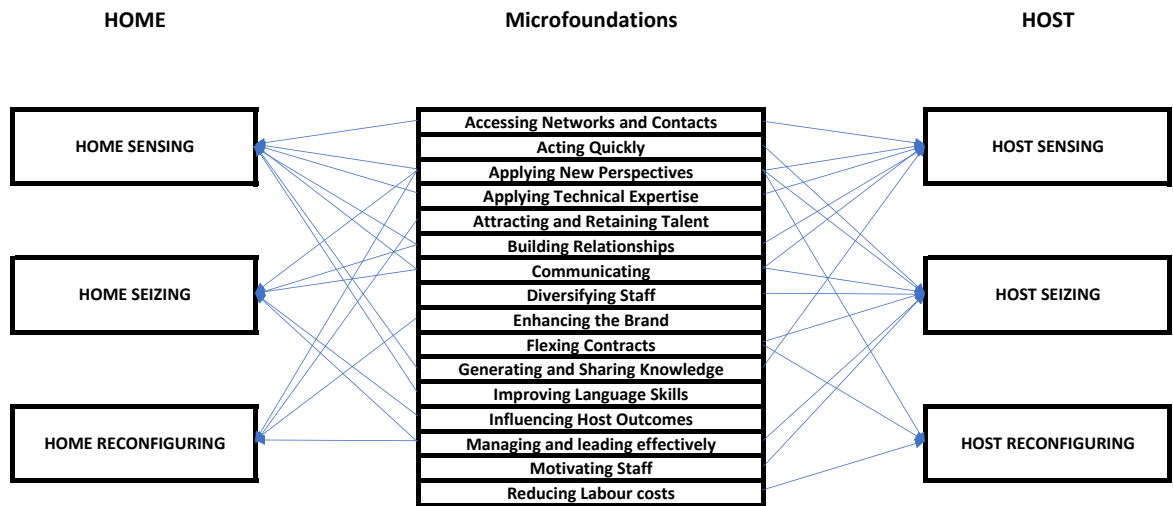 HOME Microfoundations HOST
Accessing Networks and Contacts
HOME SENSING Acting Quickly HOST SENSING
Applying New Perspectives
Applying Technical Expertise
Attracting and Retaining Talent
Building Relationships
Communicating
HOME SEIZING Diversifying Staff HOST SEIZING
Enhancing the Brand
Flexing Contracts
Generating and Sharing Knowledge
Improving Language Skills
Influencing Host Outcomes
HOME RECONFIGURING Managing and leading effectively HOST RECONFIGURING
Motivating Staff
Reducing Labour costs